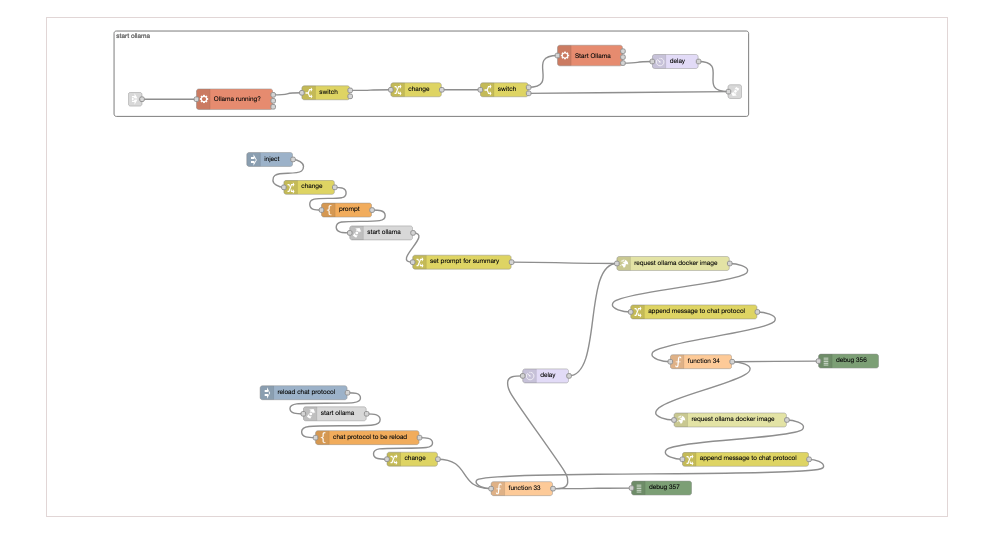 start ollama
Start Ollama
delay
Ollama running?
switch
change
switch
inject
change
prompt
start ollama
set prompt for summary
request ollama docker image
append message to chat protocol
function 34
debug 356
delay
reload chat protocol
start ollama
request ollama docker image
chat protocol to be reload
change
append message to chat protocol
function 33
debug 357